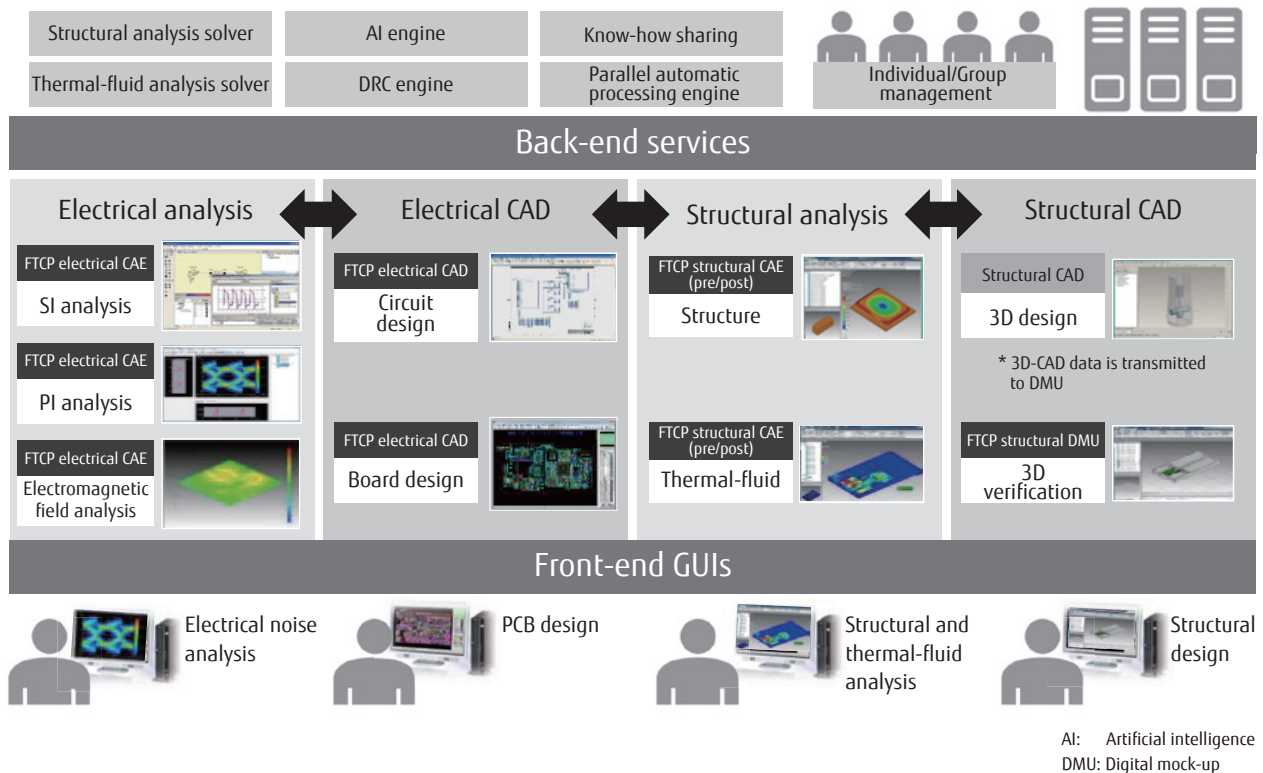 Structural analysis solver
AI engine
Know-how sharing
Thermal-fluid analysis solver
DRC engine
Parallel automatic
processing engine
Individual/Group
management
Back-end services
Electrical analysis
Electrical CAD
Structural analysis
Structural CAD
FTCP electrical CAE
SI analysis
FTCP electrical CAE
PI analysis
FTCP electrical CAE
Electromagnetic
field analysis
FTCP electrical CAD
Circuit
design
FTCP electrical CAD
Board design
FTCP structural CAE
(pre/post)
Structure
FTCP structural CAE
(pre/post)
Thermal-fluid
Structural CAD
3D design
* 3D-CAD data is transmitted
to DMU
FTCP structural DMU
3D
verification
Front-end GUIs
Electrical noise
analysis
PCB design
Structural and
thermal-fluid
analysis
Structural
design
AI: Artificial intelligence
DMU: Digital mock-up